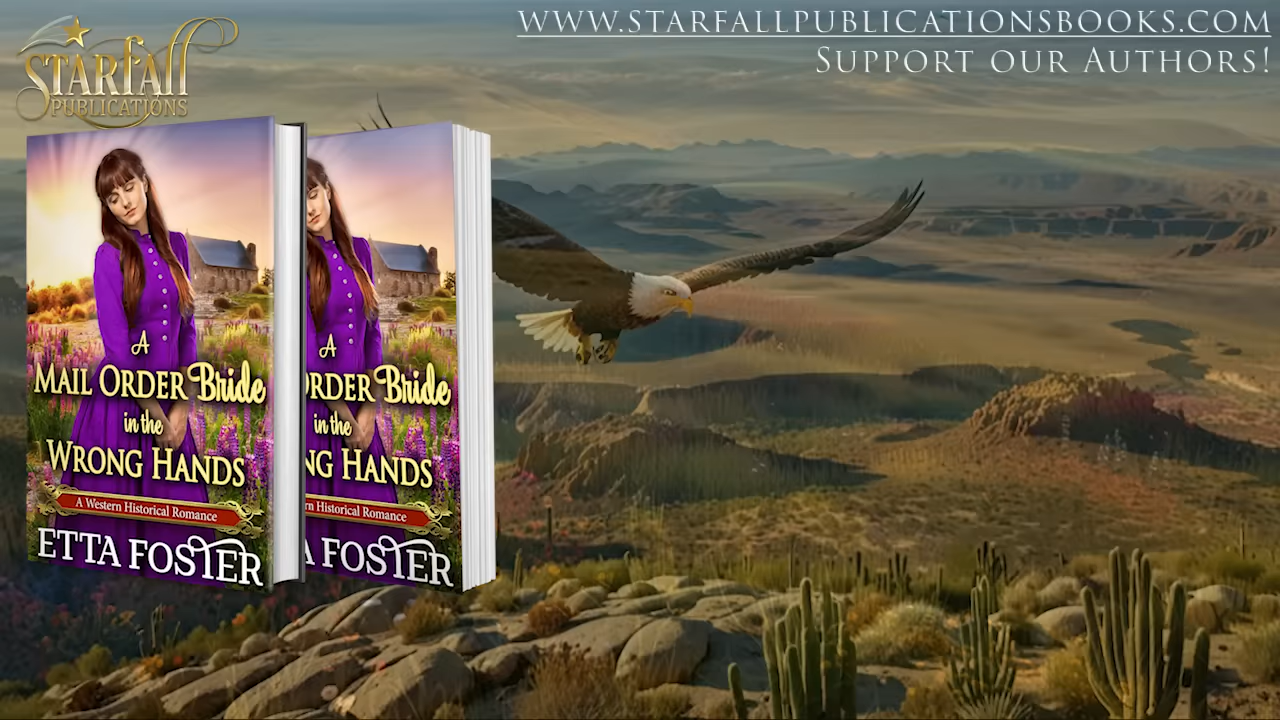 STARfall
PUBLICATIONS
WWW.STARFALLPUBLICATIONSBOOKS.COM
SUPPORT OUR AUTHORS!
A
MAIL ORDER Bride
in the
WRONG HANDS
A Western Historical Romance
ETTA FOSTER
A
ORDER Bride
in the
NG HANDS
rn Historical Romance
A FOSTER